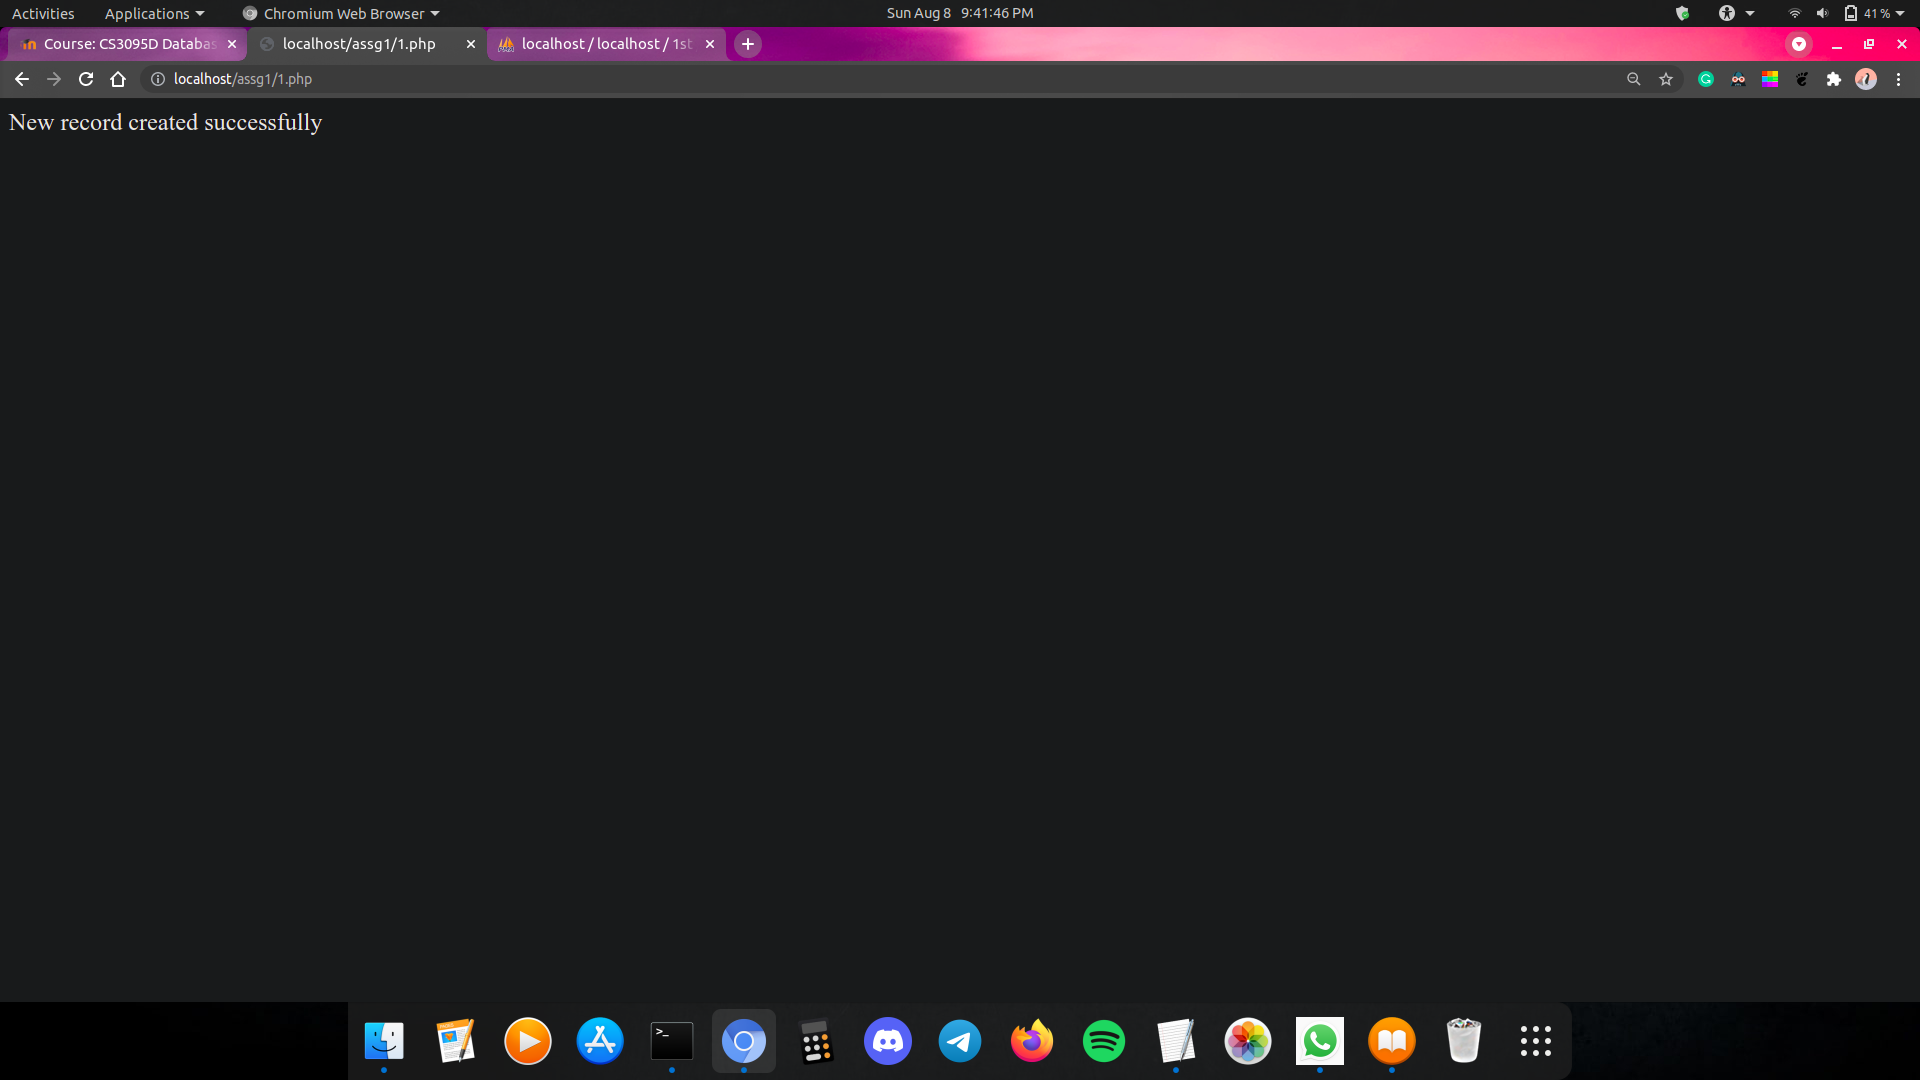 Activities
Applications
Chromium Web Browser
Sun Aug 8 9:41:46 PM
41 %
Course: CS3095D Databas
localhost/assg1/1.php
localhost / localhost / 1st
localhost/assg1/1.php
New record created successfully
>_